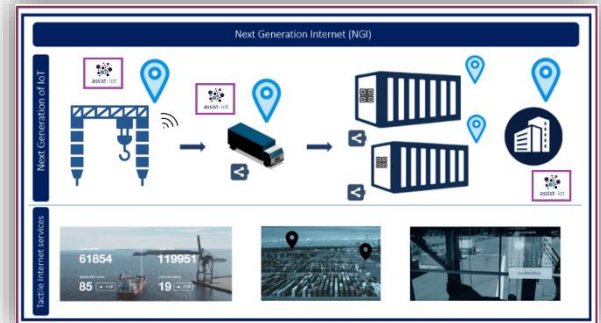 Next Generation Internet (NGI)
Next Generation of IoT
assist-iot
assist-iot
assist-iot
Tactile Internet services
61854
119951
85
19